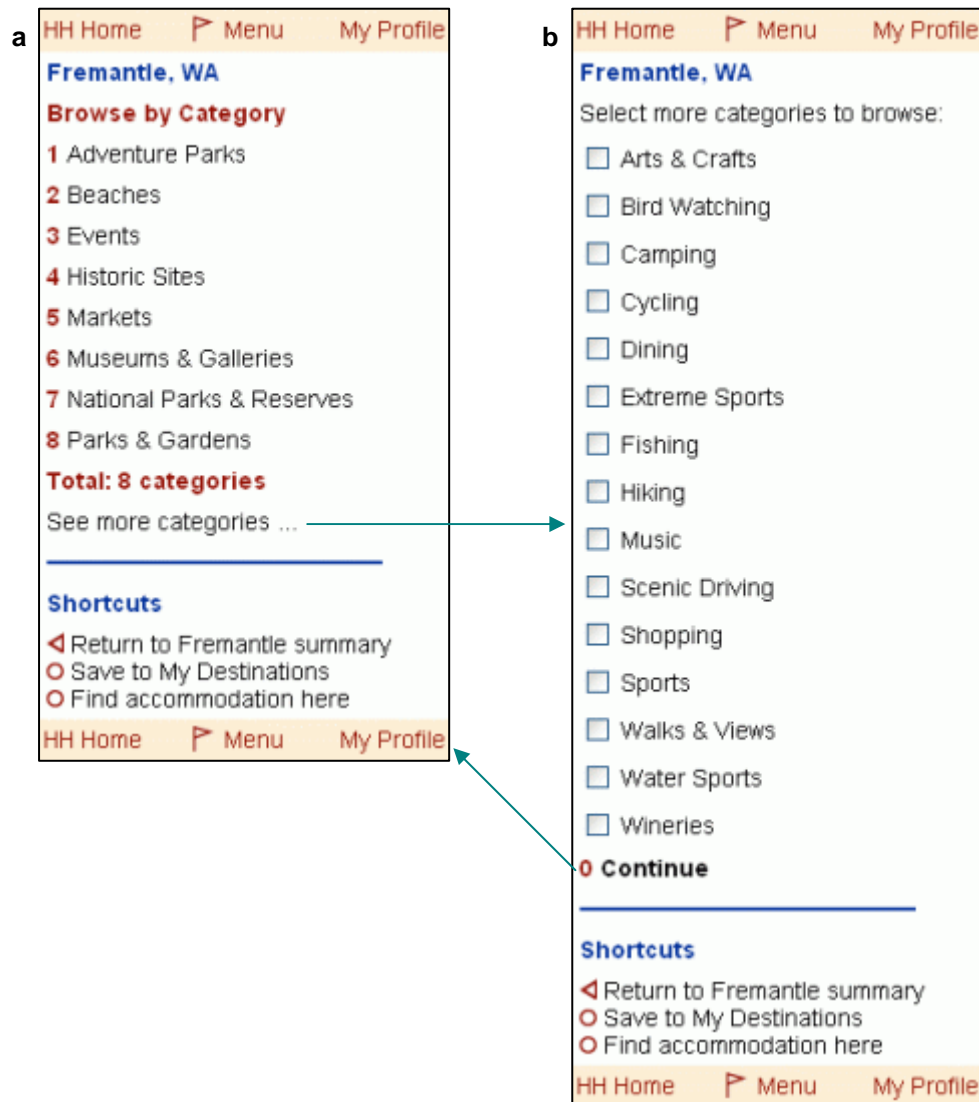 a
HH Home Menu My Profile
Fremantle, WA
Browse by Category
1 Adventure Parks
2 Beaches
3 Events
4 Historic Sites
5 Markets
6 Museums & Galleries
7 National Parks & Reserves
8 Parks & Gardens
Total: 8 categories
See more categories ...
Shortcuts
Return to Fremantle summary
Save to My Destinations
Find accommodation here
HH Home Menu My Profile
b
HH Home Menu My Profile
Fremantle, WA
Select more categories to browse:
Arts & Crafts
Bird Watching
Camping
Cycling
Dining
Extreme Sports
Fishing
Hiking
Music
Scenic Driving
Shopping
Sports
Walks & Views
Water Sports
Wineries
0 Continue
Shortcuts
Return to Fremantle summary
Save to My Destinations
Find accommodation here
HH Home Menu My Profile